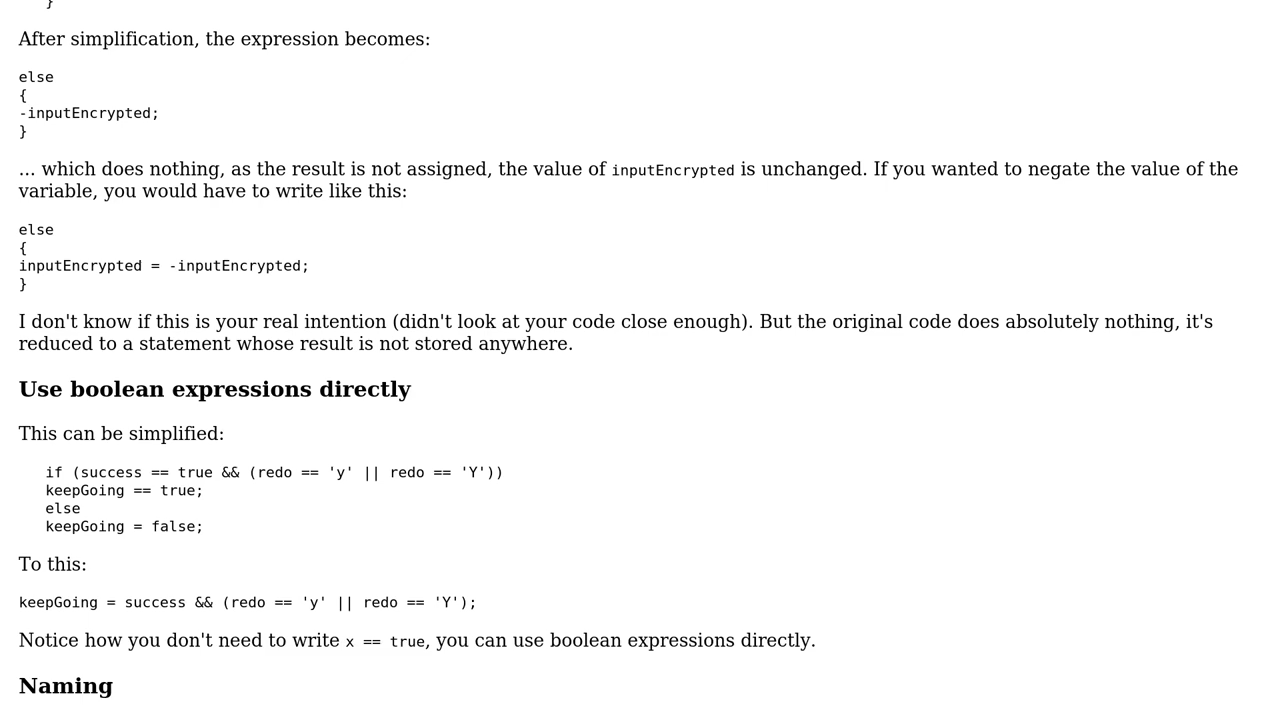 }
After simplification, the expression becomes:
else
{
-inputEncrypted;
}
... which does nothing, as the result is not assigned, the value of inputEncrypted is unchanged. If you wanted to negate the value of the
variable, you would have to write like this:
else
{
inputEncrypted = -inputEncrypted;
}
I don't know if this is your real intention (didn't look at your code close enough). But the original code does absolutely nothing, it's
reduced to a statement whose result is not stored anywhere.
Use boolean expressions directly
This can be simplified:
if (success == true && (redo == 'y' || redo == 'Y'))
keepGoing == true;
else
keepGoing = false;
To this:
keepGoing = success && (redo == 'y' || redo == 'Y');
Notice how you don't need to write x == true, you can use boolean expressions directly.
Naming